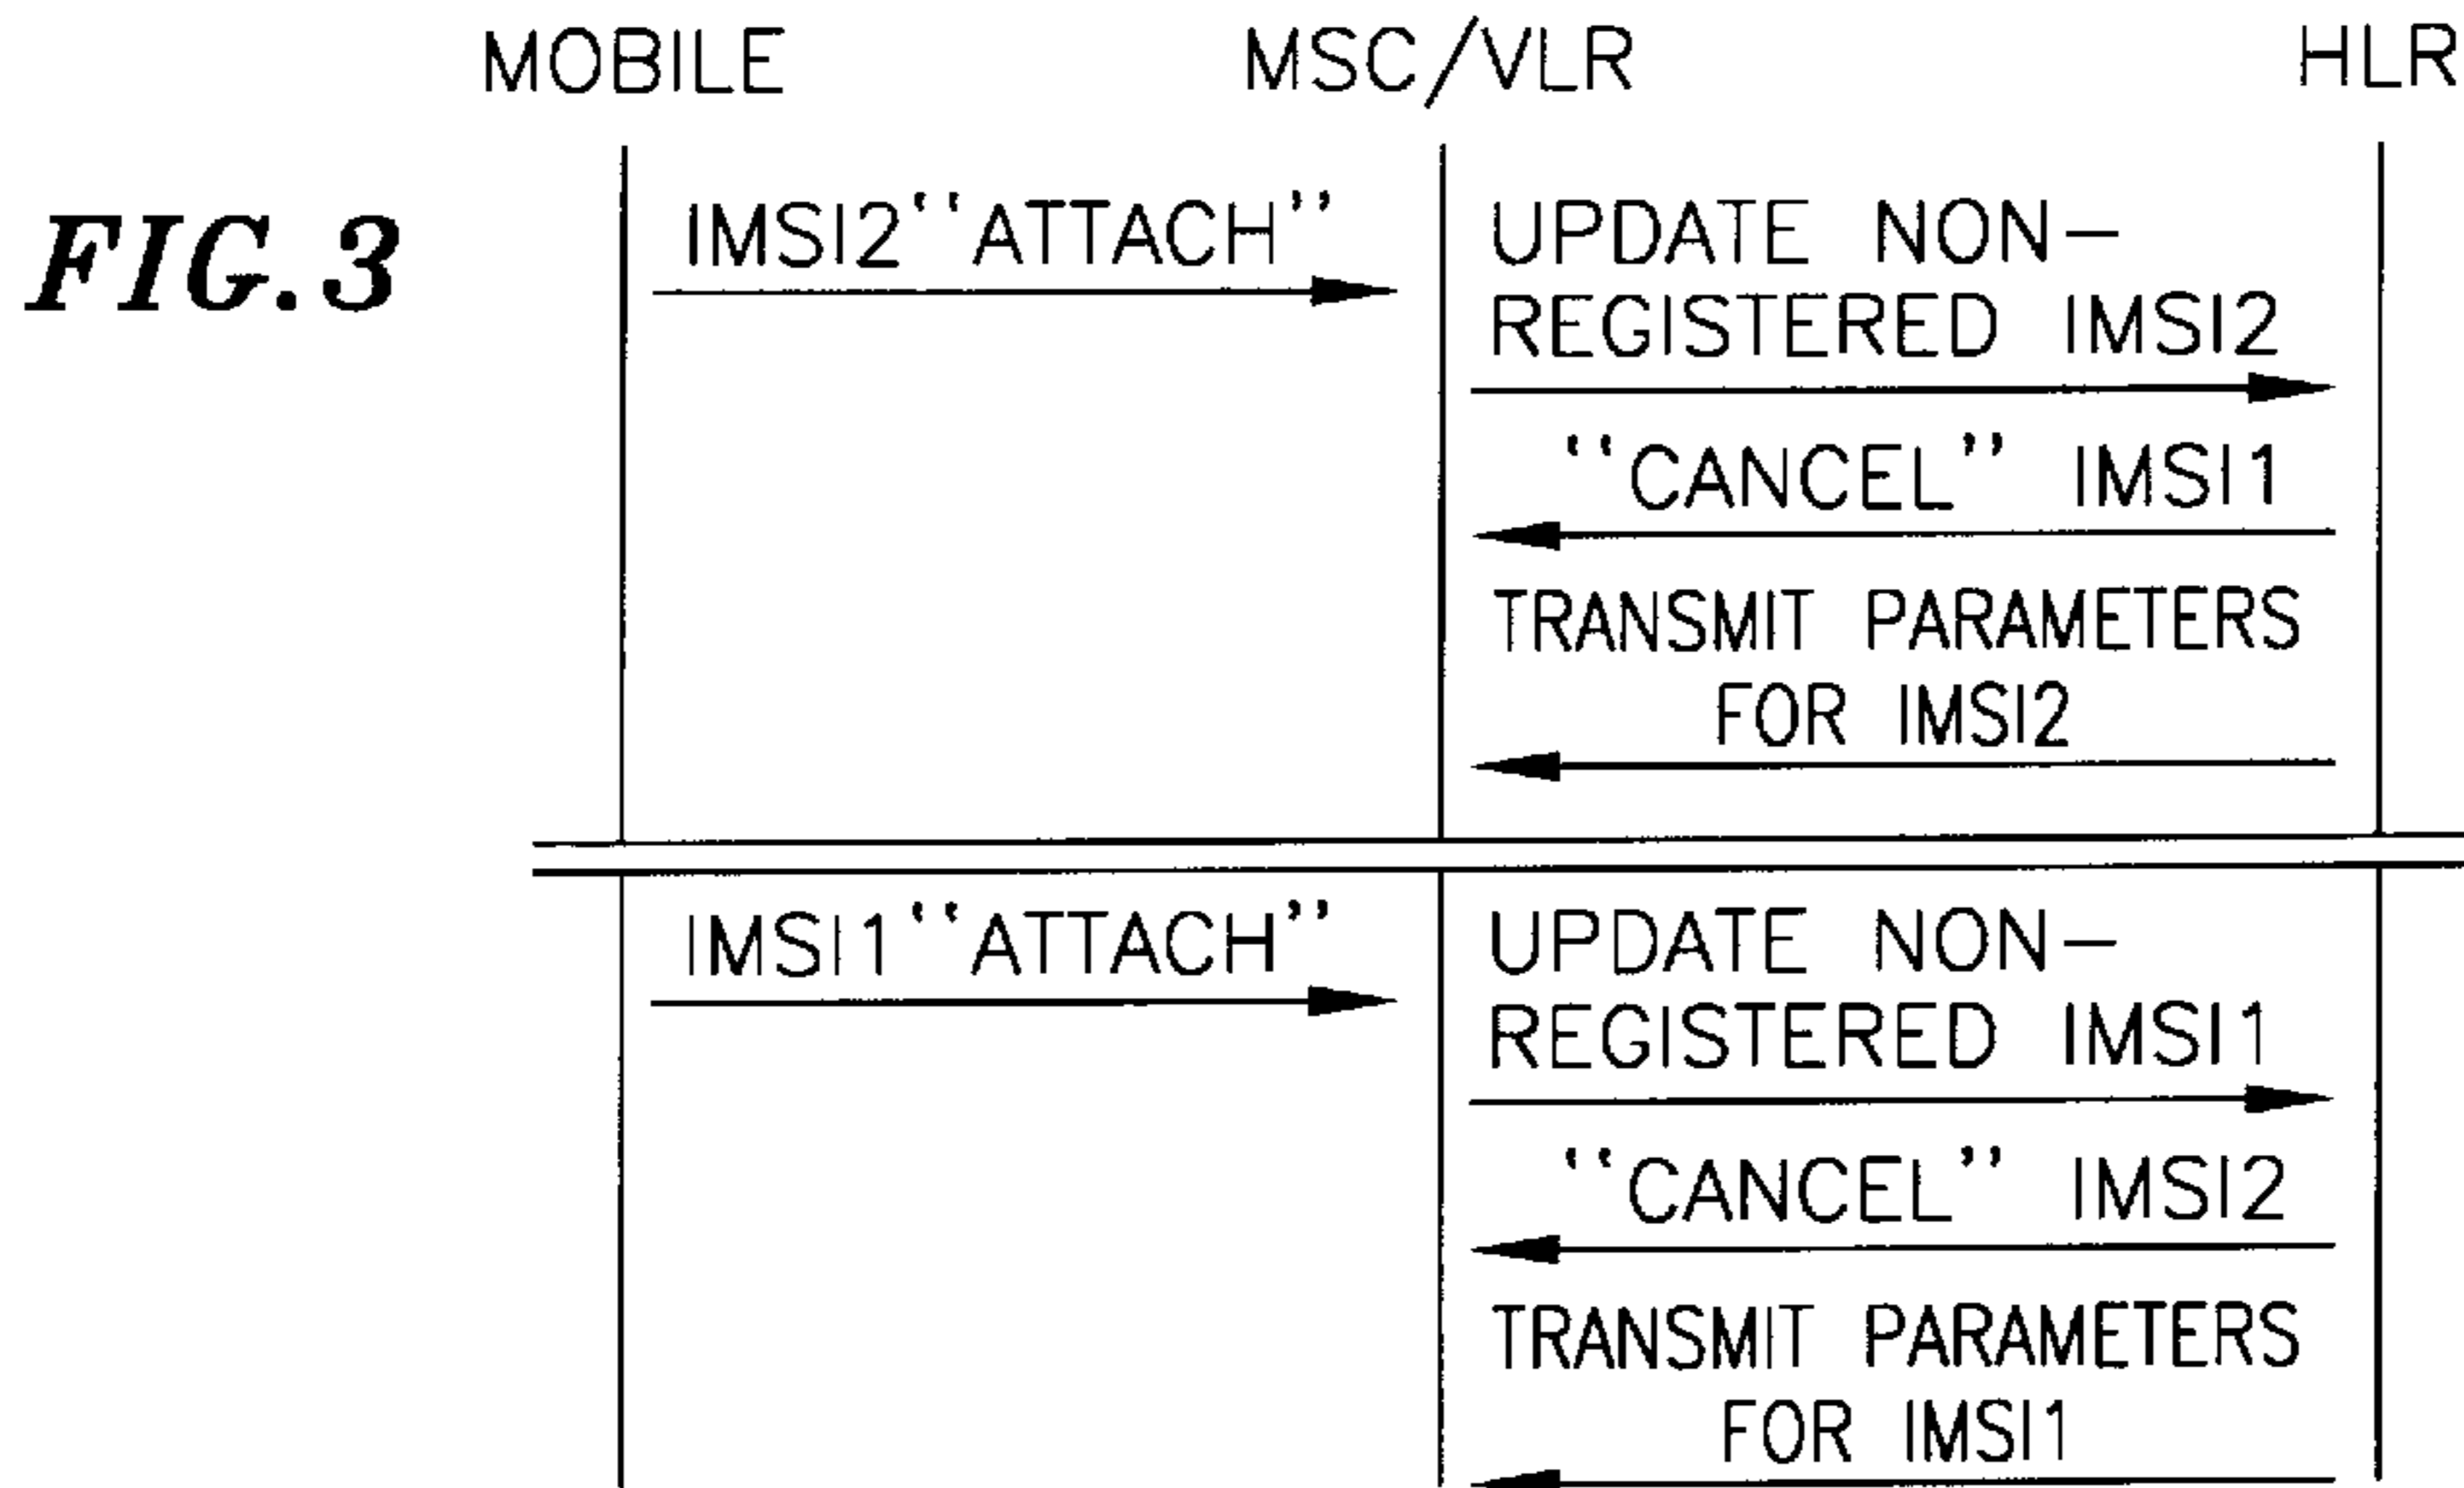 MOBILE
MSC/VLR
HLR
FIG.3
IMSI2 "ATTACH"
UPDATE NON-
REGISTERED IMSI2
"CANCEL" IMSI1
TRANSMIT PARAMETERS
FOR IMSI2
IMSI1 "ATTACH"
UPDATE NON-
REGISTERED IMSI1
"CANCEL" IMSI2
TRANSMIT PARAMETERS
FOR IMSI1